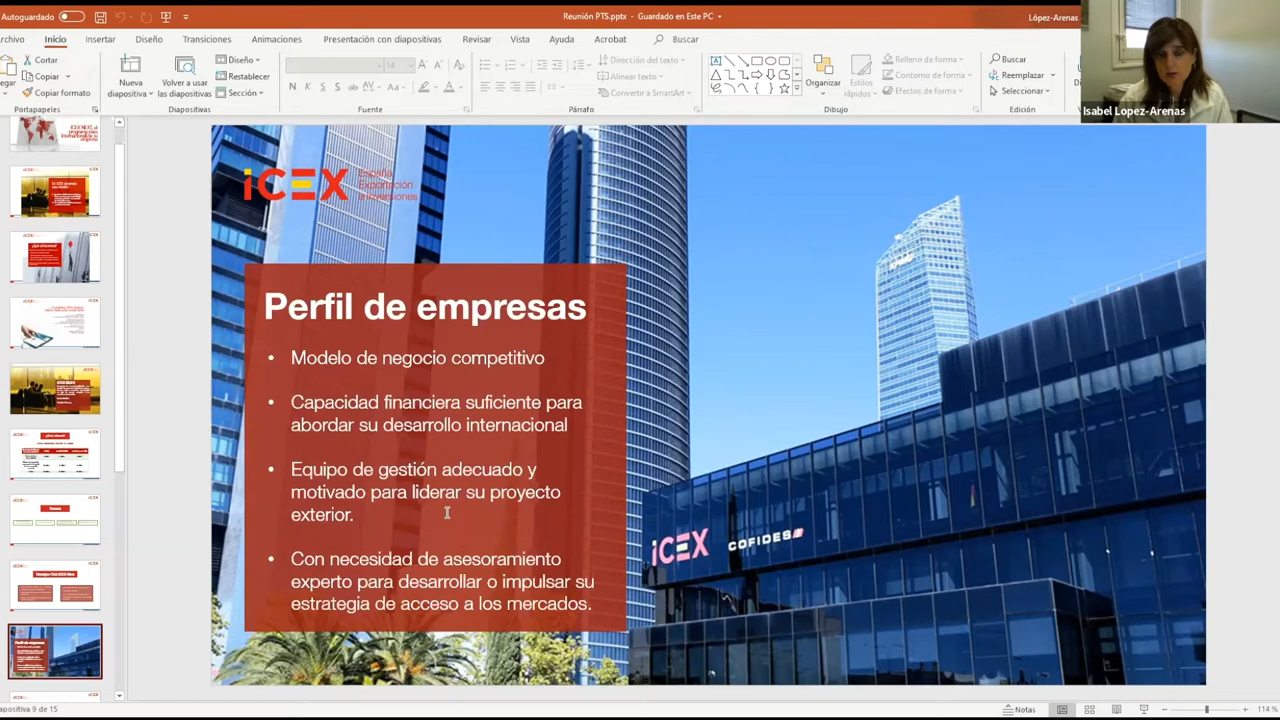 Autoguardado
Reunión PTS.pptx - Guardado en Este PC
López-Arenas
Archivo Inicio Insertar Diseño Transiciones Animaciones Presentación con diapositivas Revisar Vista Ayuda Acrobat Buscar
Cortar
Copiar
Copiar formato
Portapapeles
Nueva
diapositiva
Volver a usar
las diapositivas
Diseño
Restablecer
Sección
Diapositivas
14
Fuente
Dirección del texto
Alinear texto
Convertir a SmartArt
Párrafo
Organizar
Estilos
rápidos
Relleno de forma
Contorno de forma
Efectos de forma
Dibujo
Buscar
Reemplazar
Seleccionar
Edición
Isabel Lopez-Arenas
iCEX España
Exportación
e Inversiones
Perfil de empresas
• Modelo de negocio competitivo
• Capacidad financiera suficiente para
abordar su desarrollo internacional
• Equipo de gestión adecuado y
motivado para liderar su proyecto
exterior.
• Con necesidad de asesoramiento
experto para desarrollar o impulsar su
estrategia de acceso a los mercados.
iCEX COFIDES
Perfil de empresas
apositiva 9 de 15
Notas
114 %